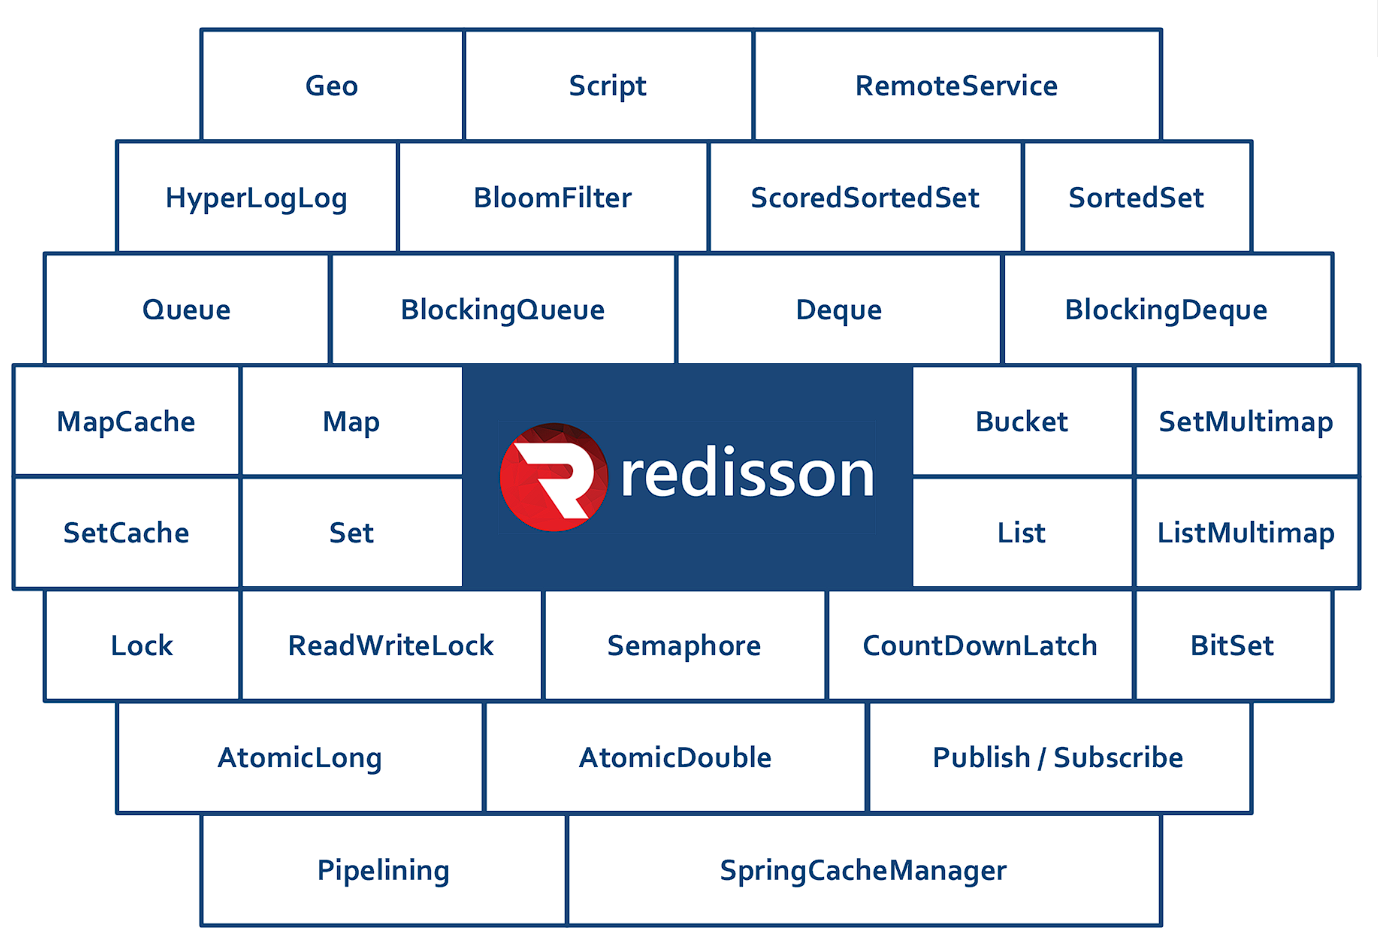 Geo Script RemoteService
HyperLogLog BloomFilter ScoredSortedSet SortedSet
Queue BlockingQueue Deque BlockingDeque
MapCache Map Bucket SetMultimap
redisson
SetCache Set List ListMultimap
Lock ReadWriteLock Semaphore CountDownLatch BitSet
AtomicLong AtomicDouble Publish / Subscribe
Pipelining SpringCacheManager